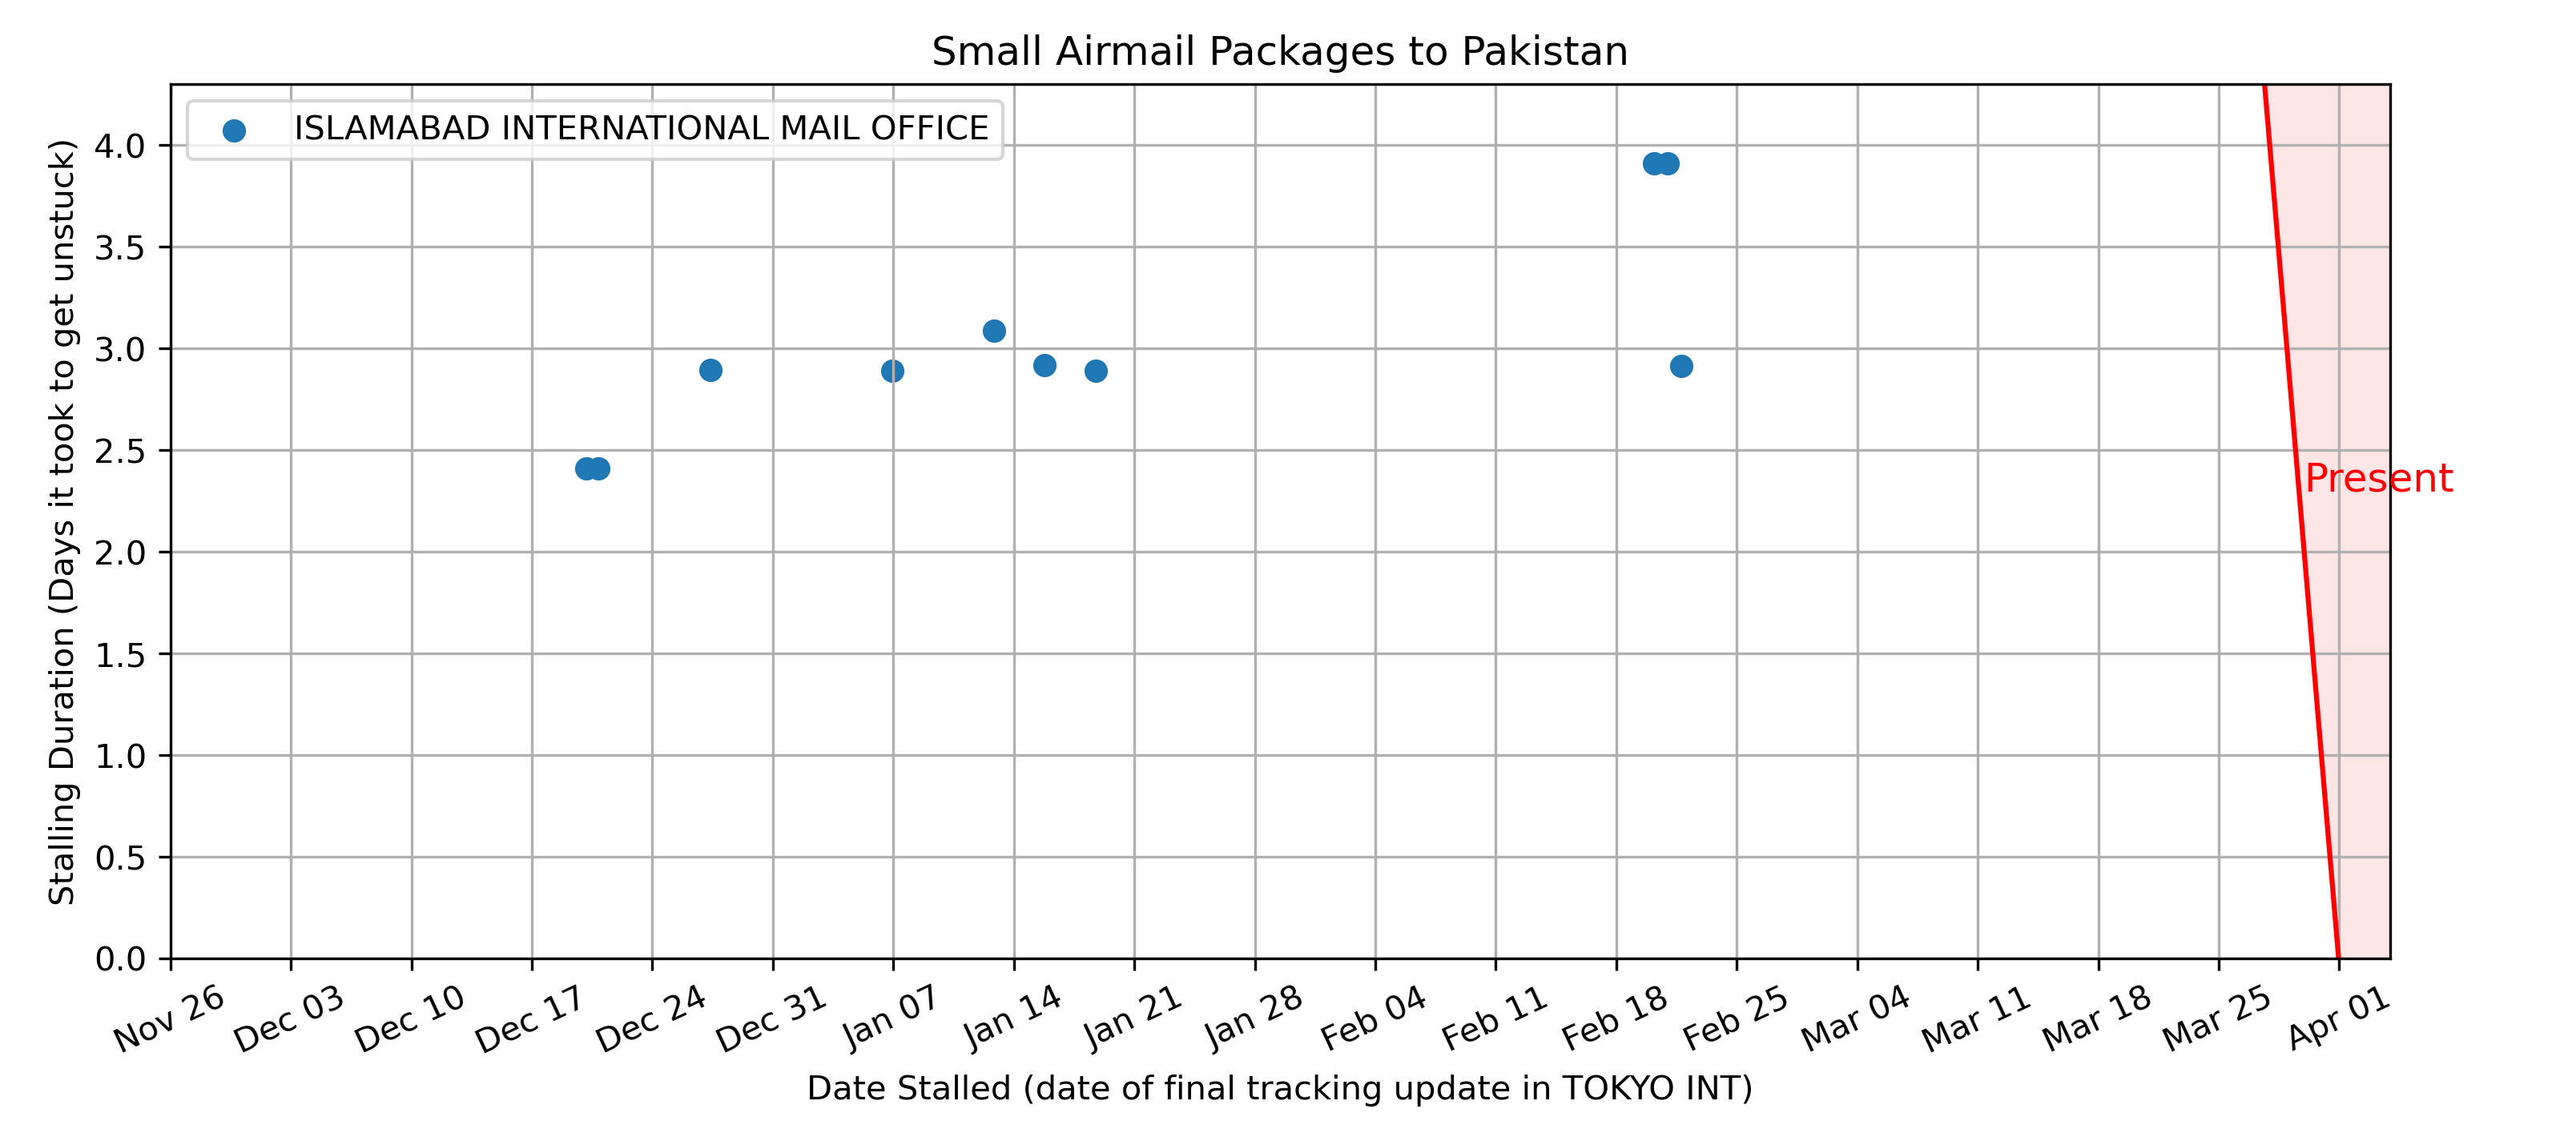 Small Airmail Packages to Pakistan
ISLAMABAD INTERNATIONAL MAIL OFFICE
Stalling Duration (Days it took to get unstuck)
4.0
3.5
3.0
2.5
2.0
1.5
1.0
0.5
0.0
Present
Nov 26
Dec 03
Dec 10
Dec 17
Dec 24
Dec 31
Jan 07
Jan 14
Jan 21
Jan 28
Feb 04
Feb 11
Feb 18
Feb 25
Mar 04
Mar 11
Mar 18
Mar 25
Apr 01
Date Stalled (date of final tracking update in TOKYO INT)